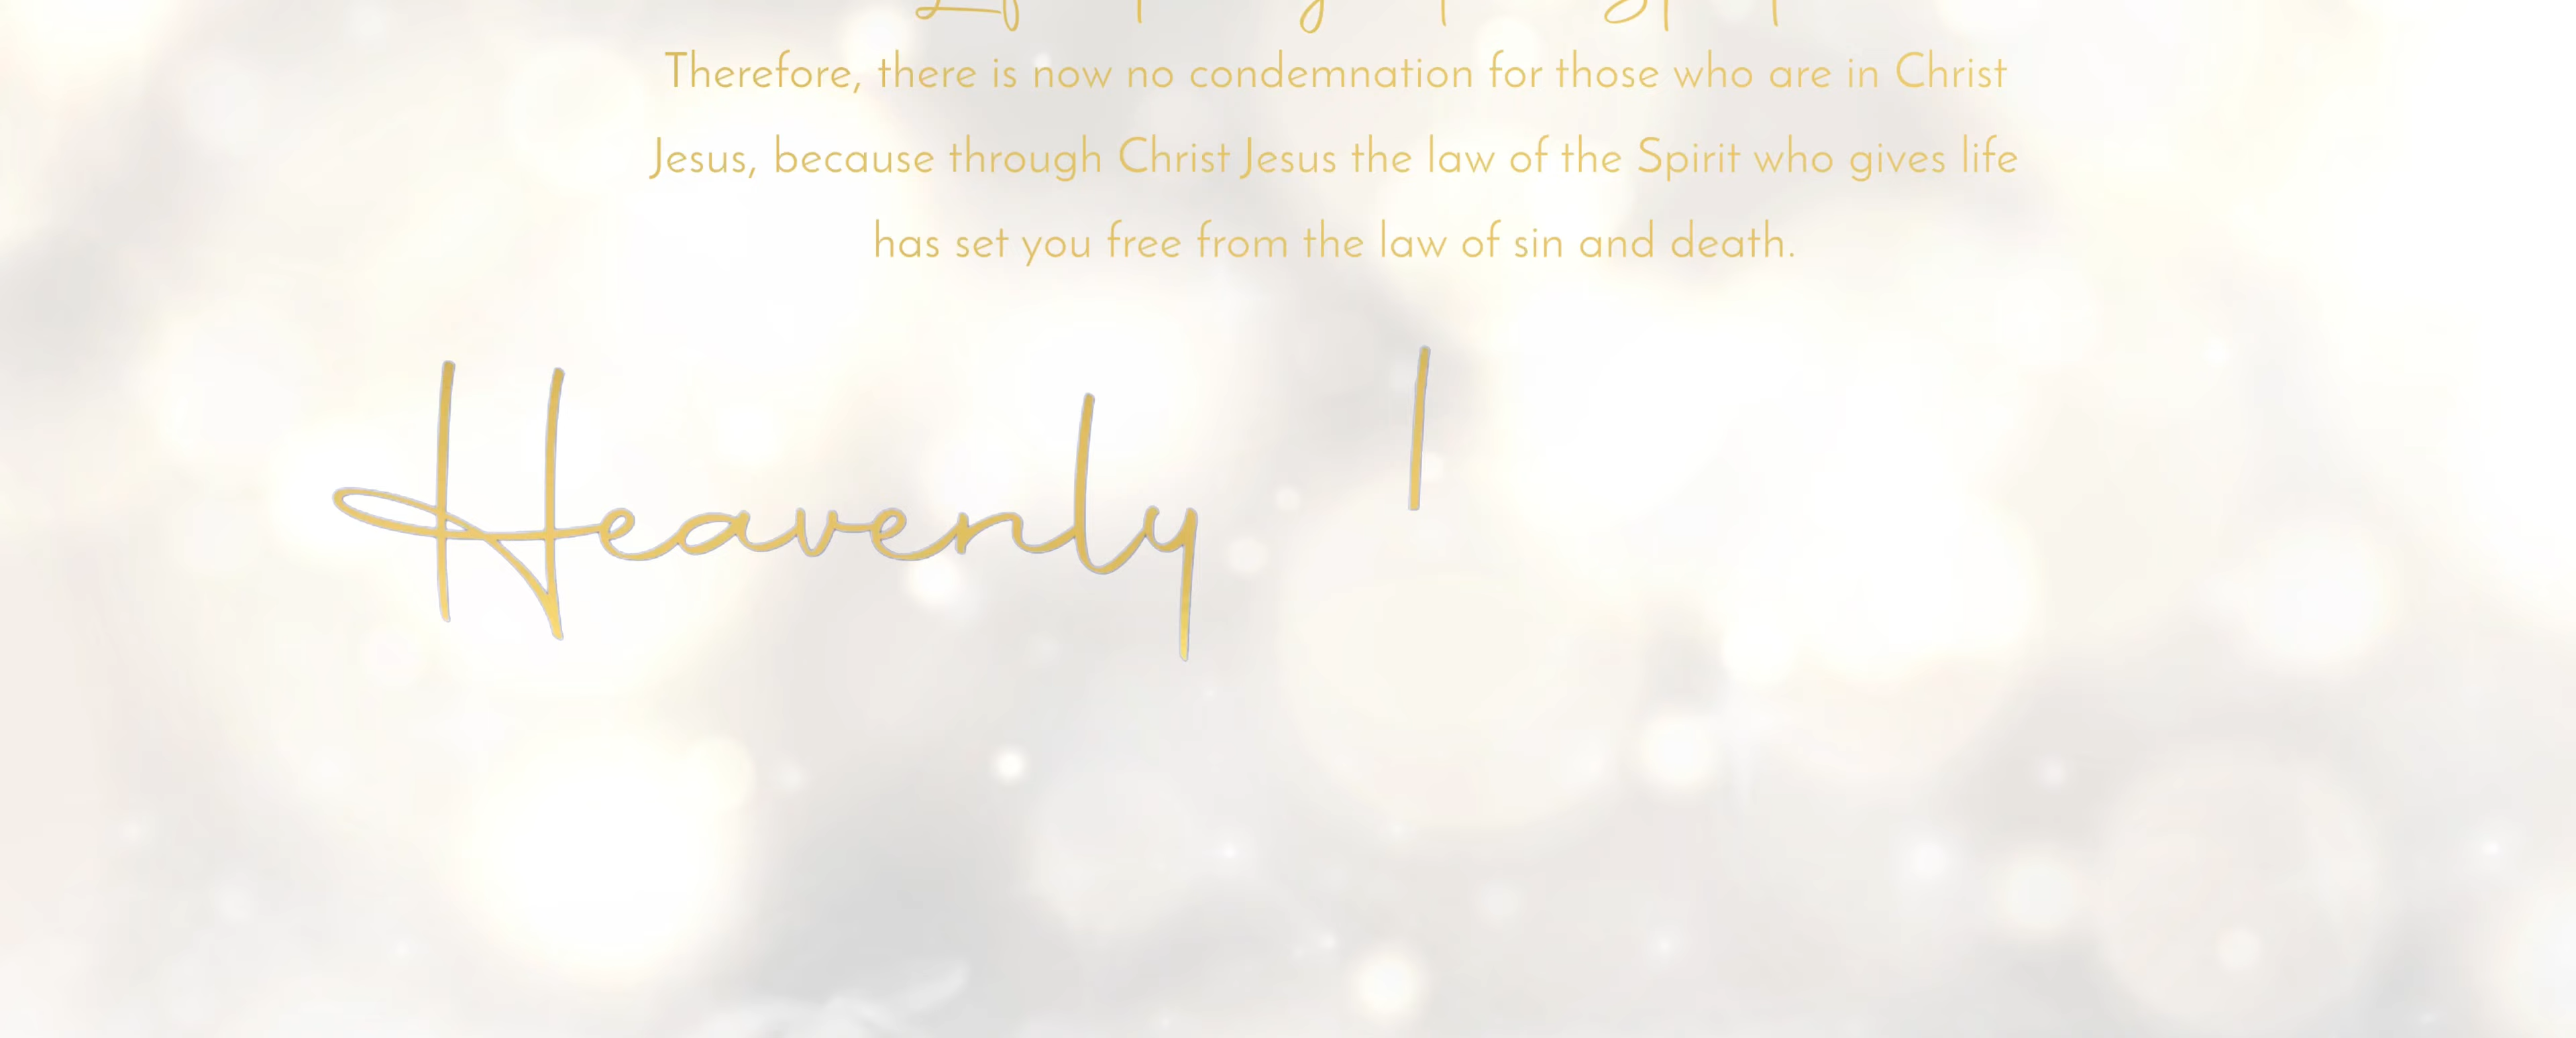 Therefore, there is now no condemnation for those who are in Christ
Jesus, because through Christ Jesus the law of the Spirit who gives life
has set you free from the law of sin and death.
Heavenly